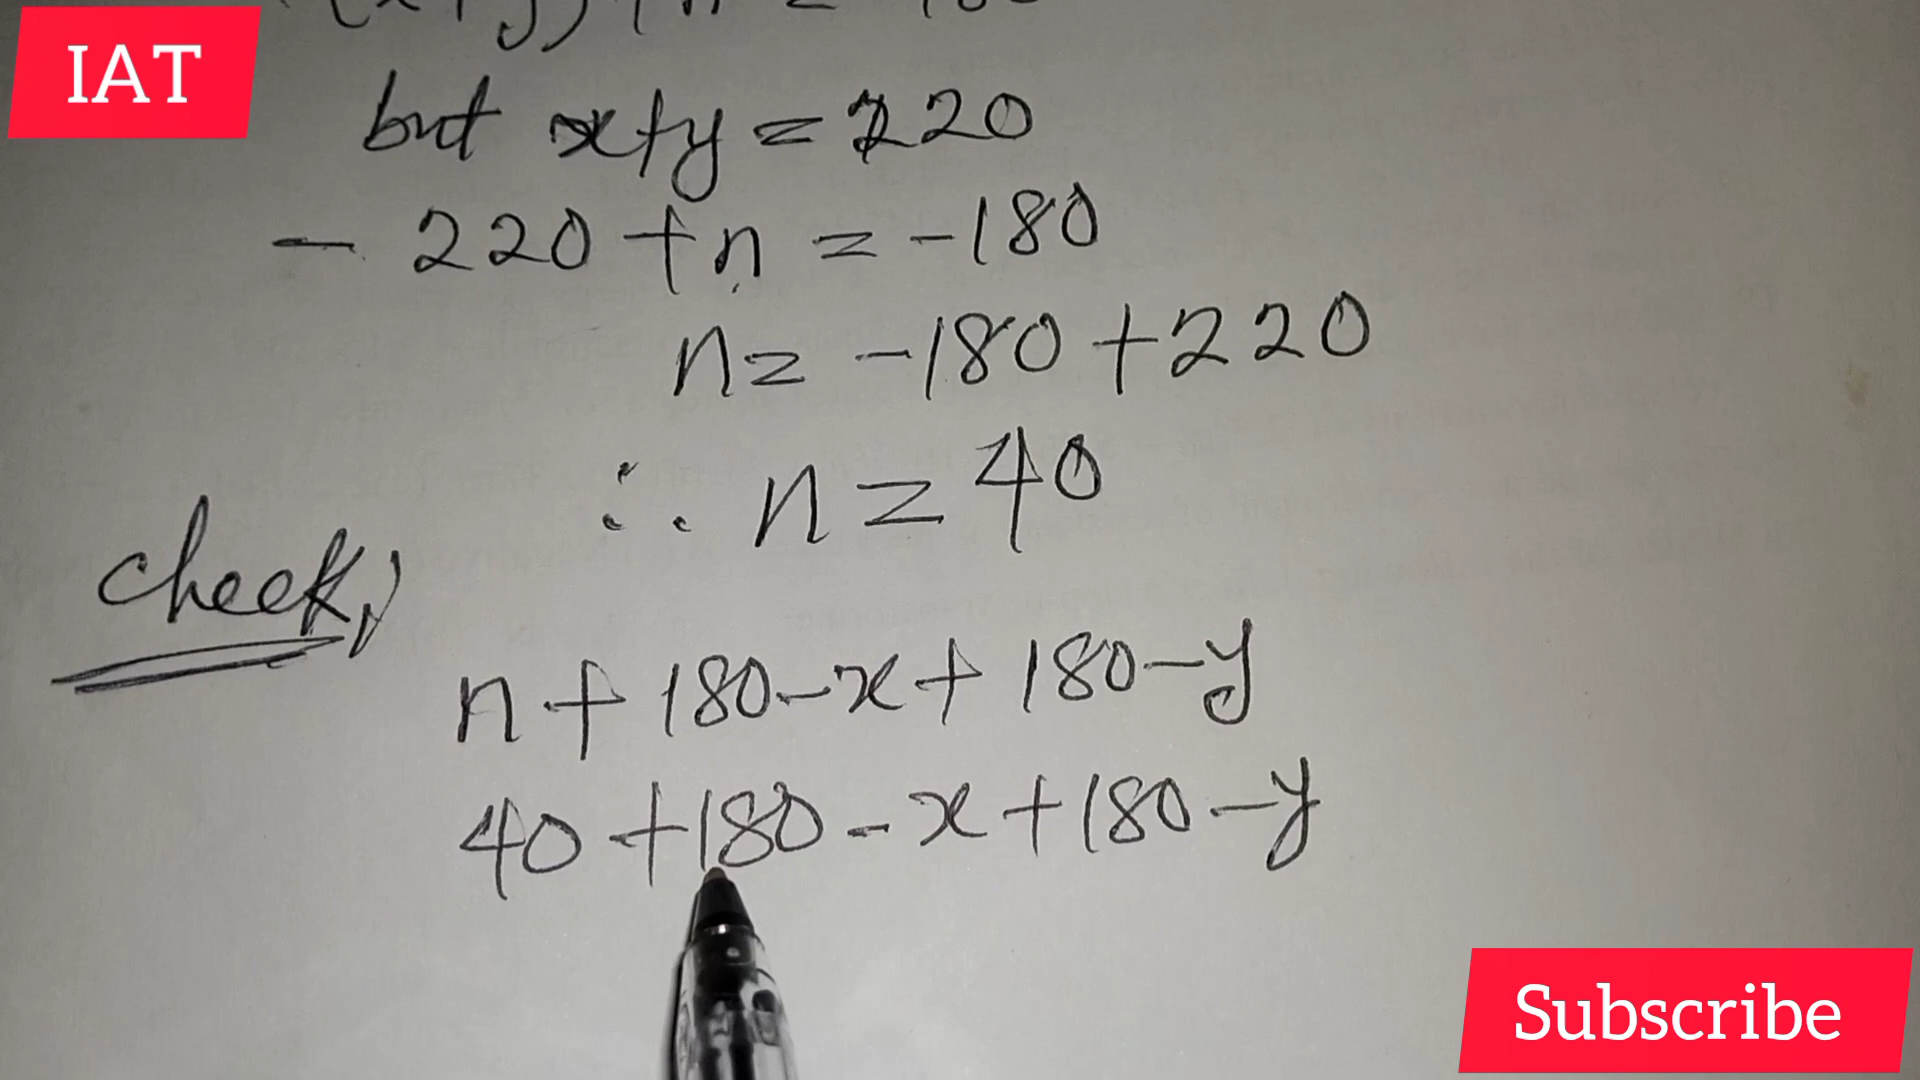 IAT
but x+y = 220
- 220 + n = -180
n = -180 + 220
∴ n = 40
check,
n + 180 - x + 180 - y
40 + 180 - x + 180 - y
Subscribe